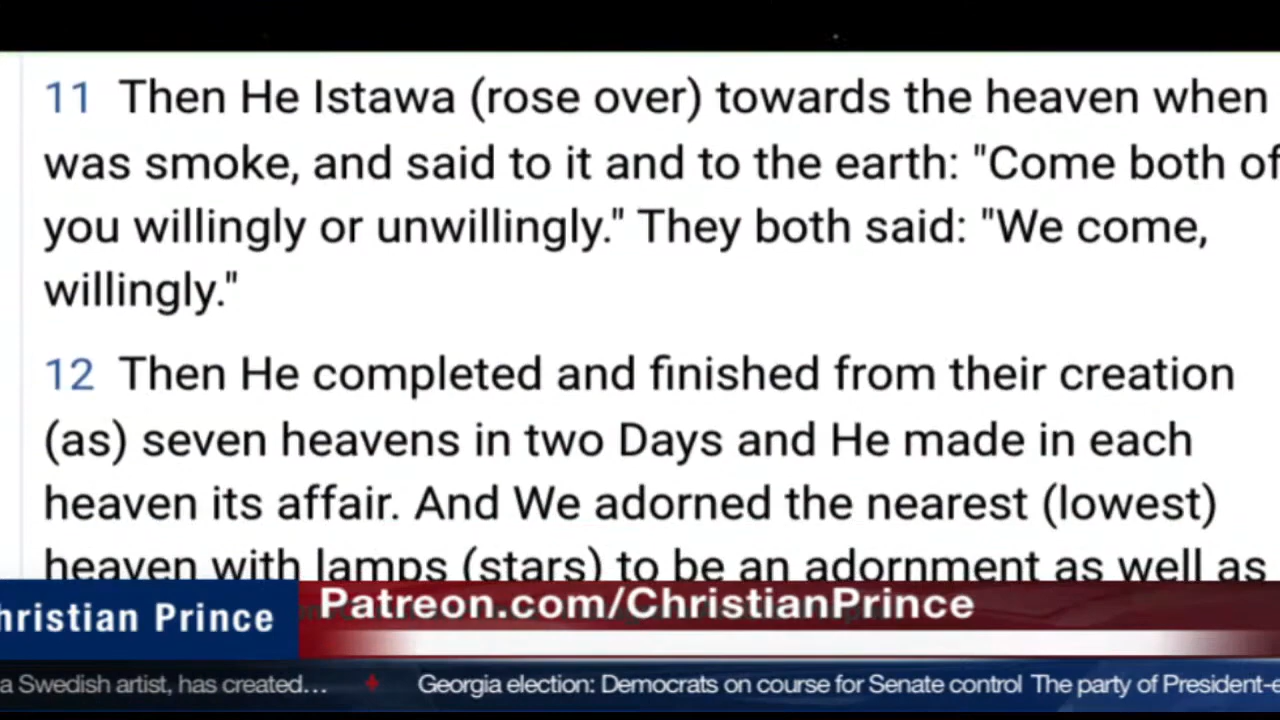 11 Then He Istawa (rose over) towards the heaven when
was smoke, and said to it and to the earth: "Come both of
you willingly or unwillingly." They both said: "We come,
willingly."
12 Then He completed and finished from their creation
(as) seven heavens in two Days and He made in each
heaven its affair. And We adorned the nearest (lowest)
heaven with lamps (stars) to be an adornment as well as
hristian Prince
Patreon.com/ChristianPrince
a Swedish artist, has created... Georgia election: Democrats on course for Senate control The party of President-e